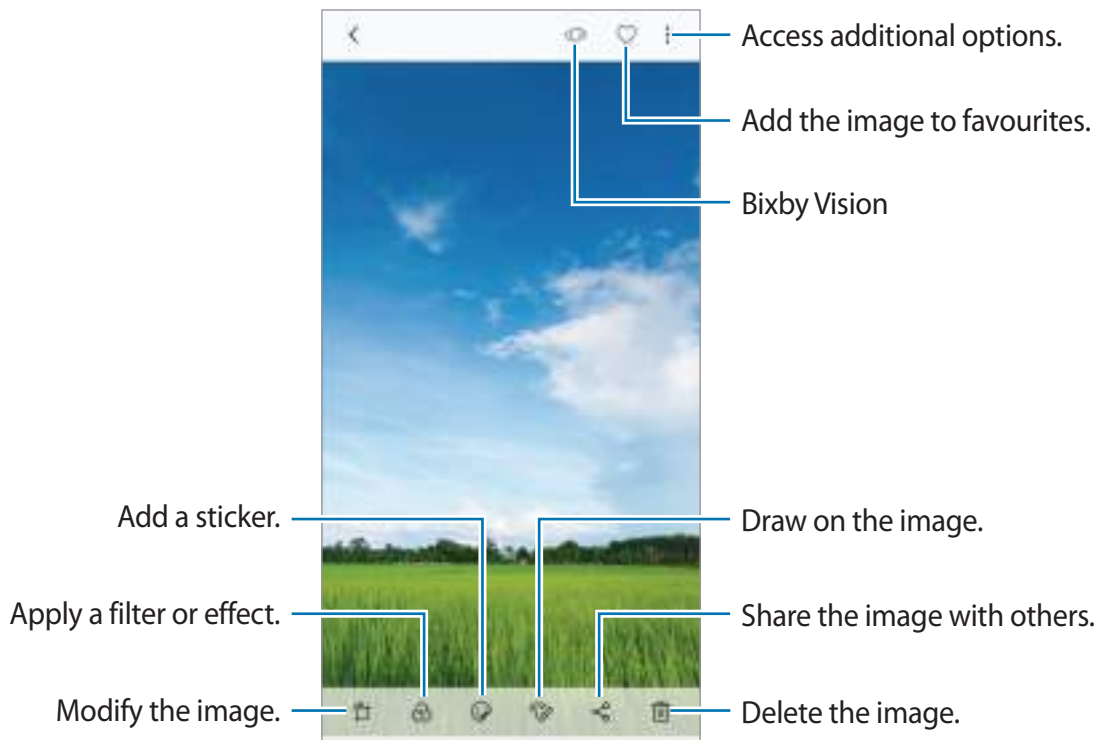 Access additional options.
Add the image to favourites.
Bixby Vision
Add a sticker.
Draw on the image.
Apply a filter or effect.
Share the image with others.
Modify the image.
Delete the image.